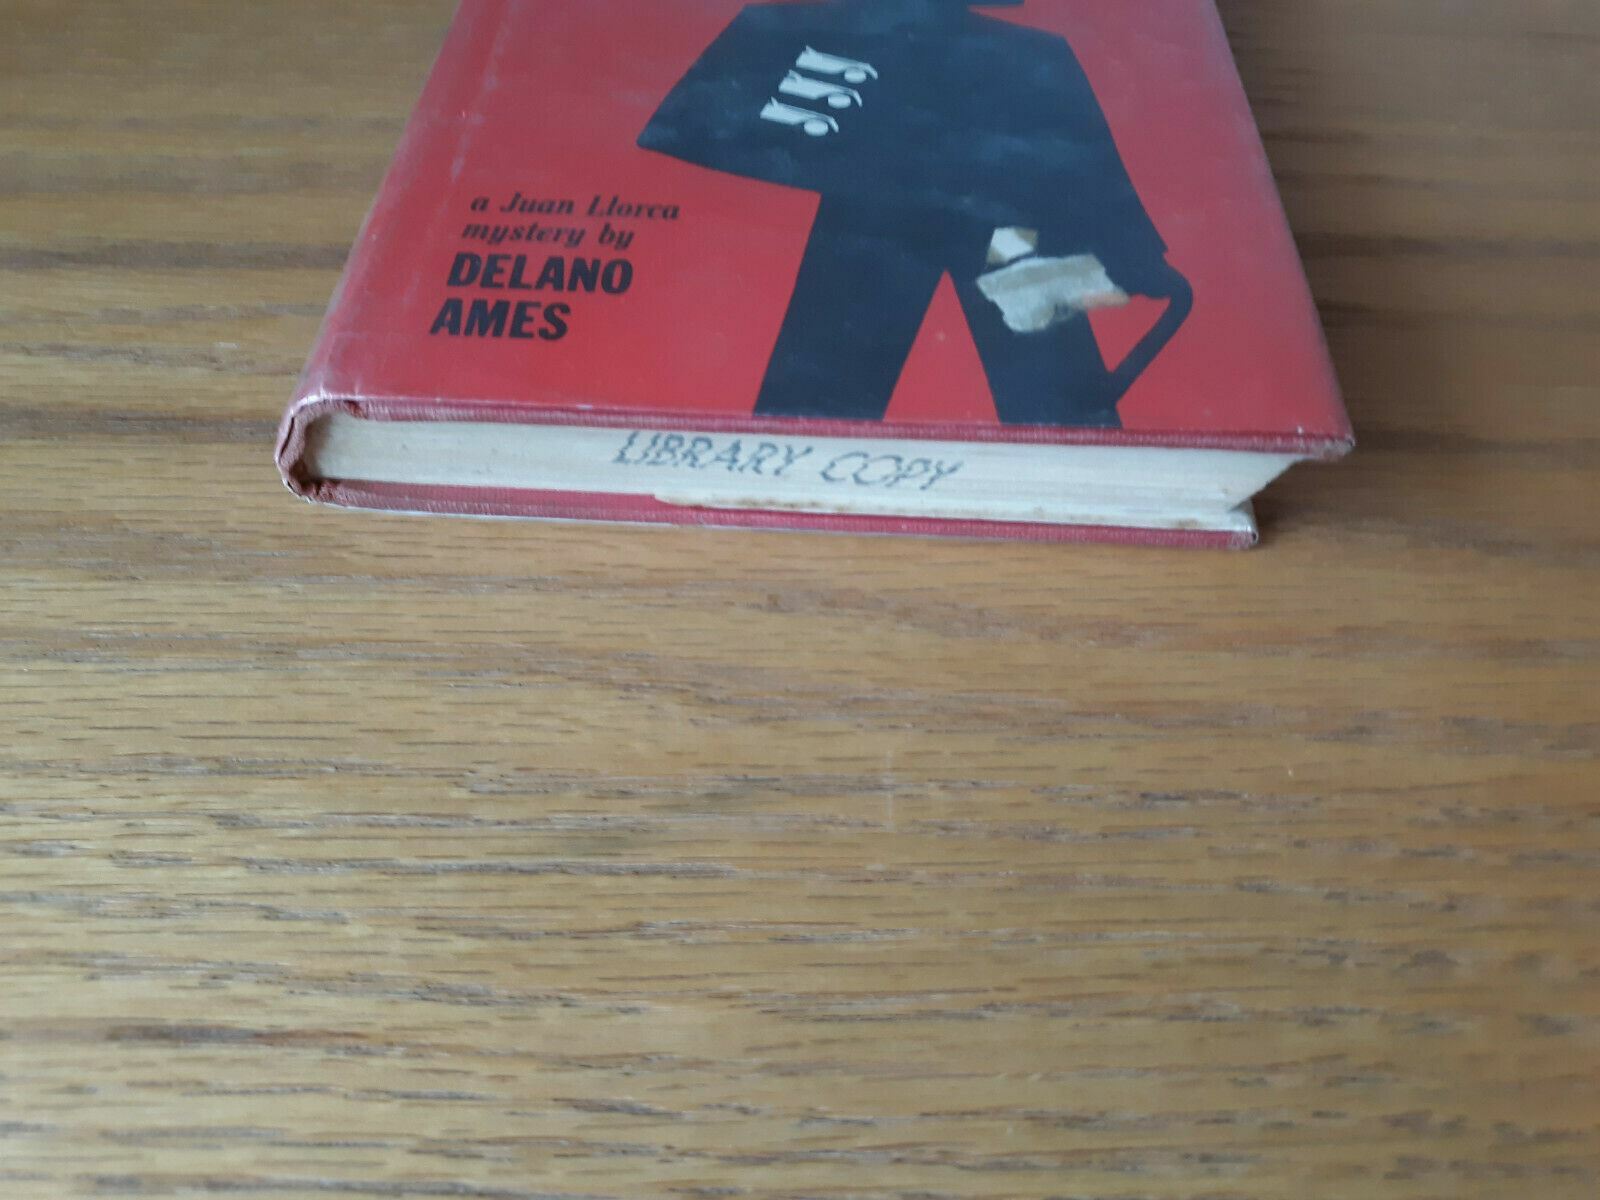 a Juan Llorca
mystery by
DELANO
AMES
LIBRARY COPY